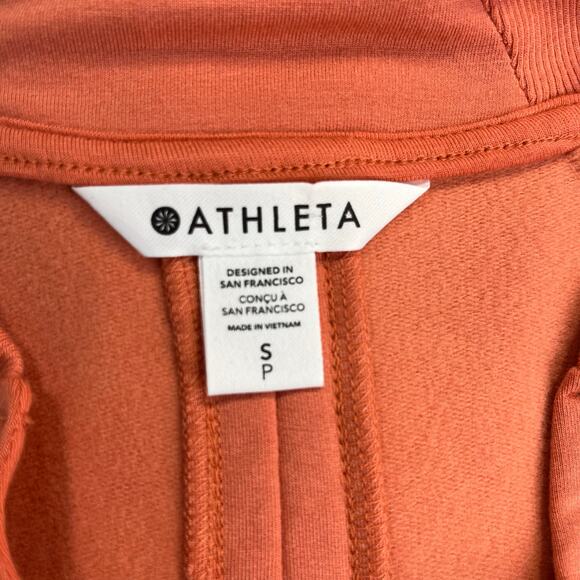 ATHLETA
DESIGNED IN
SAN FRANCISCO
CONÇU À
SAN FRANCISCO
MADE IN VIETNAM
S
P